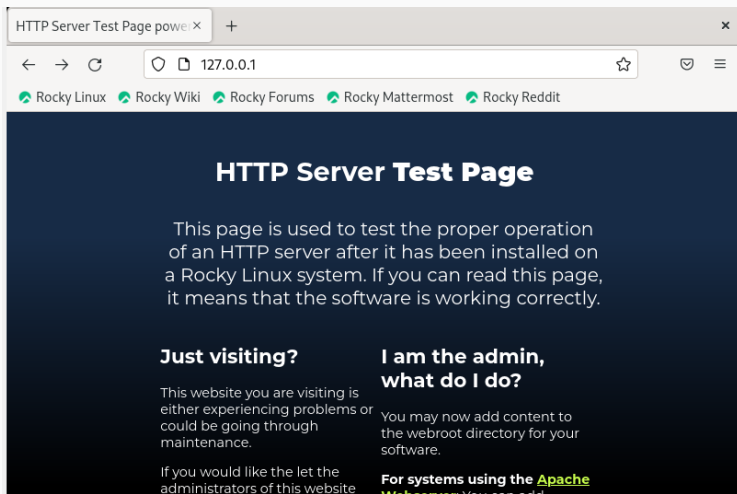 HTTP Server Test Page powe
127.0.0.1
Rocky Linux Rocky Wiki Rocky Forums Rocky Mattermost Rocky Reddit
HTTP Server Test Page
This page is used to test the proper operation
of an HTTP server after it has been installed on
a Rocky Linux system. If you can read this page,
it means that the software is working correctly.
Just visiting?
This website you are visiting is
either experiencing problems or
could be going through
maintenance.
If you would like the let the
administrators of this website
I am the admin,
what do I do?
You may now add content to
the webroot directory for your
software.
For systems using the Apache
Webserver: You can add